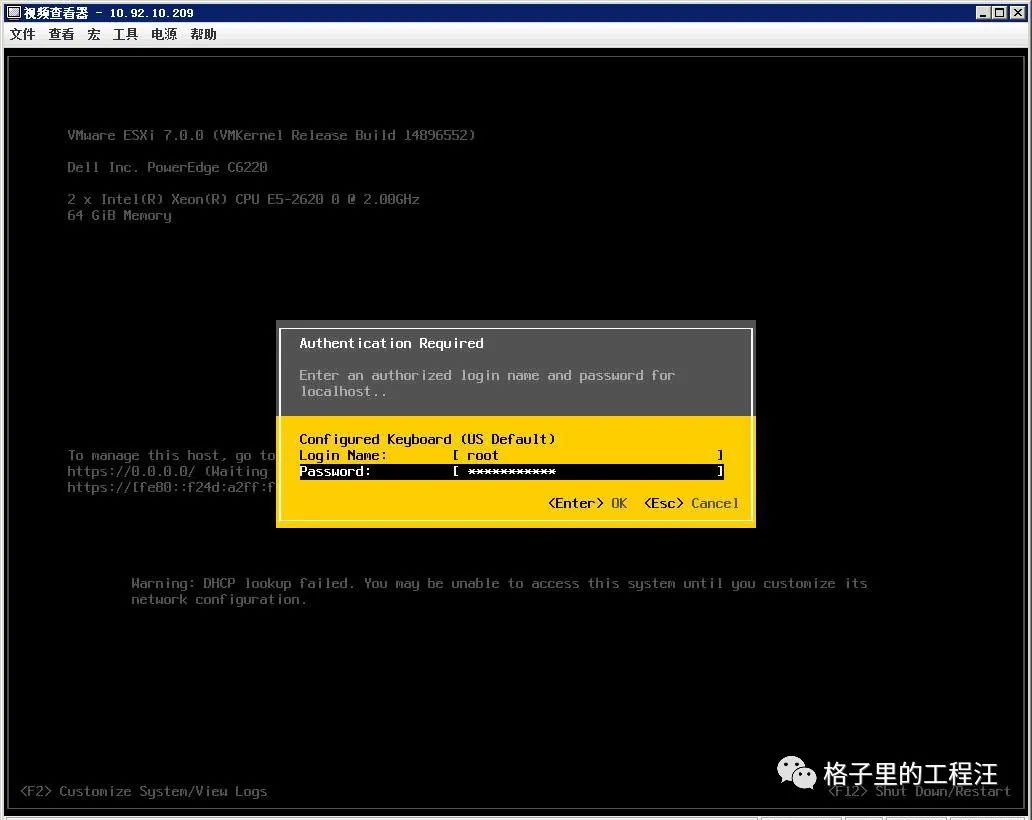 视频查看器 - 10.92.10.209
文件 查看 宏 工具 电源 帮助
VMware ESXi 7.0.0 (VMKernel Release Build 14896552)
Dell Inc. PowerEdge C6220
2 x Intel(R) Xeon(R) CPU E5-2620 0 @ 2.00GHz
64 GiB Memory
Authentication Required
Enter an authorized login name and password for
localhost..
Configured Keyboard (US Default)
Login Name: [ root ]
Password: [ *********** ]
<Enter> OK <Esc> Cancel
To manage this host, go to
https://0.0.0.0/ (Waiting
https://[fe80::f24d:a2ff:f
Warning: DHCP lookup failed. You may be unable to access this system until you customize its
network configuration.
格子里的工程汪
<F2> Customize System/View Logs
<F12> Shut Down/Restart